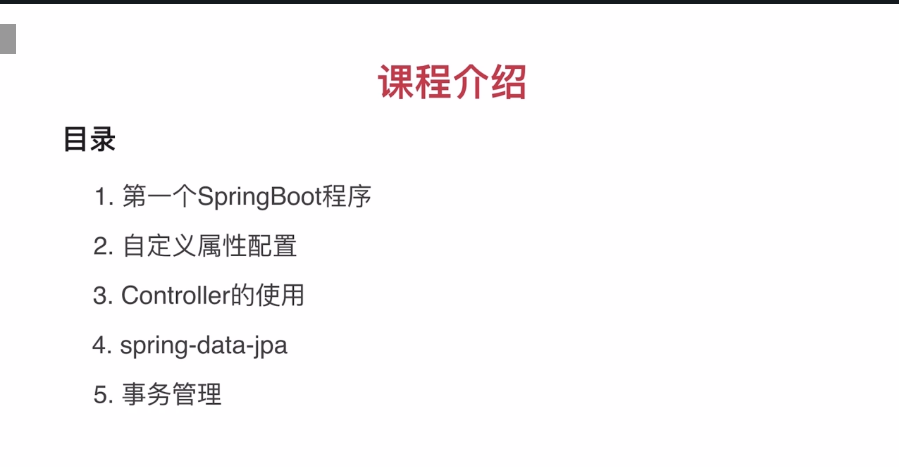 课程介绍
目录
1. 第一个SpringBoot程序
2. 自定义属性配置
3. Controller的使用
4. spring-data-jpa
5. 事务管理